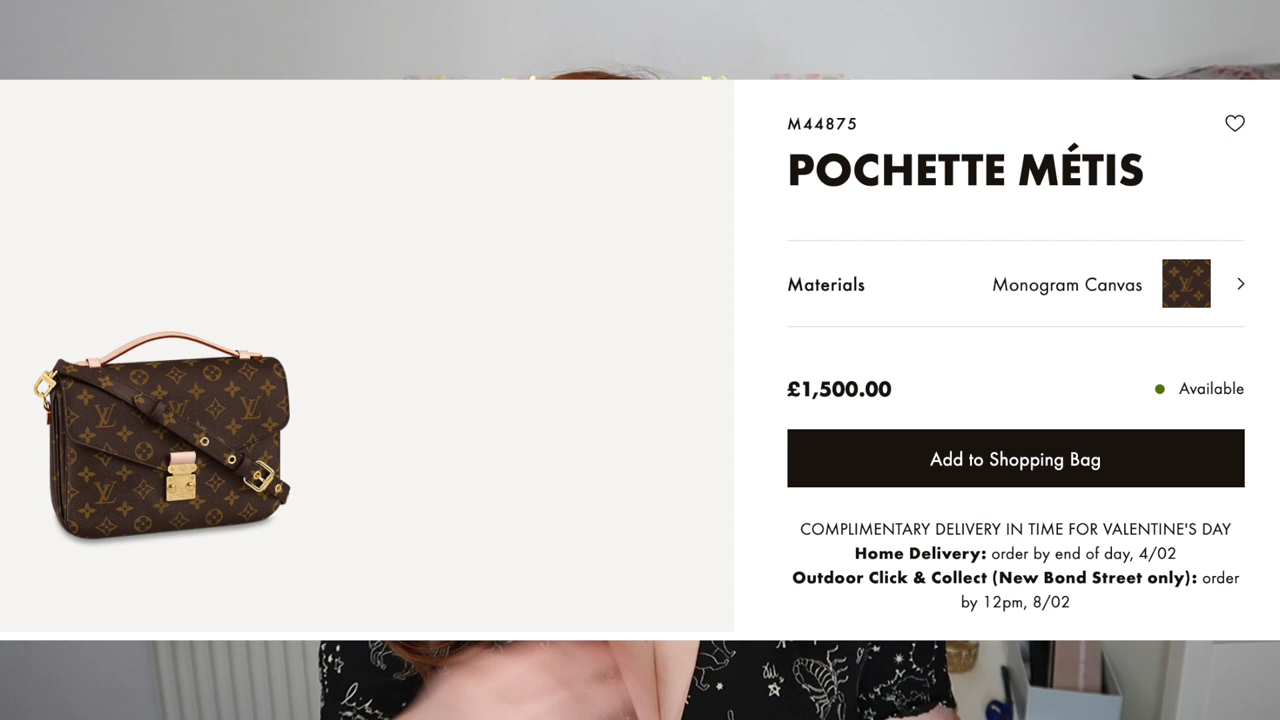 M44875
POCHETTE MÉTIS
Materials
Monogram Canvas
£1,500.00
Available
Add to Shopping Bag
COMPLIMENTARY DELIVERY IN TIME FOR VALENTINE'S DAY
Home Delivery: order by end of day, 4/02
Outdoor Click & Collect (New Bond Street only): order
by 12pm, 8/02